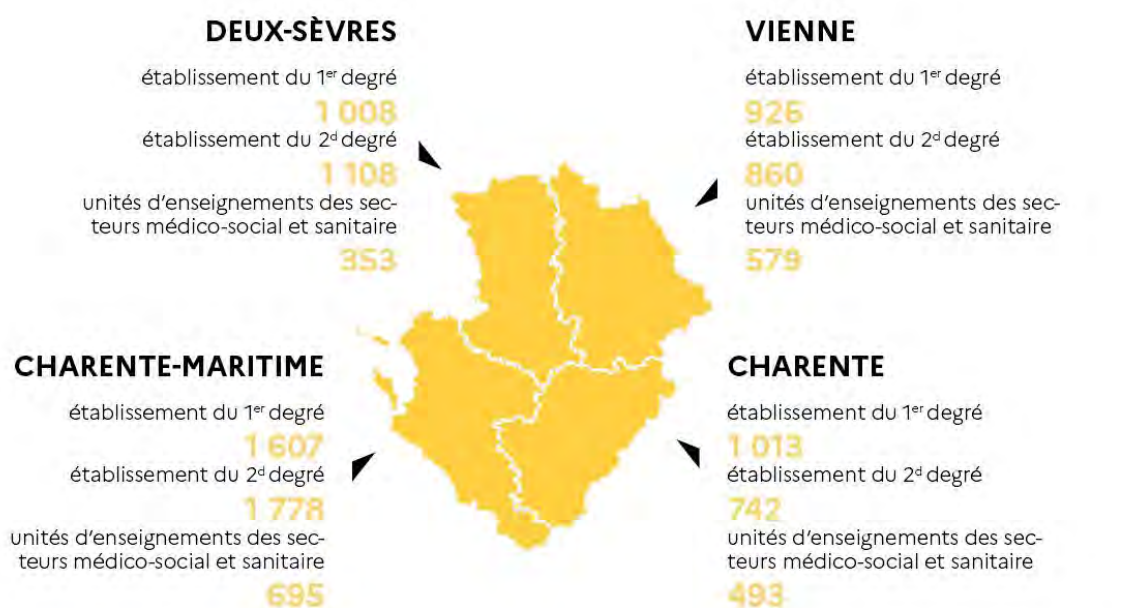 DEUX-SÈVRES
établissement du 1er degré
1 008
établissement du 2d degré
1 108
unités d'enseignements des sec-
teurs médico-social et sanitaire
353
VIENNE
établissement du 1er degré
926
établissement du 2d degré
860
unités d'enseignements des sec-
teurs médico-social et sanitaire
579
CHARENTE-MARITIME
établissement du 1er degré
1 607
établissement du 2d degré
1 778
unités d'enseignements des sec-
teurs médico-social et sanitaire
695
CHARENTE
établissement du 1er degré
1 013
établissement du 2d degré
742
unités d'enseignements des sec-
teurs médico-social et sanitaire
493